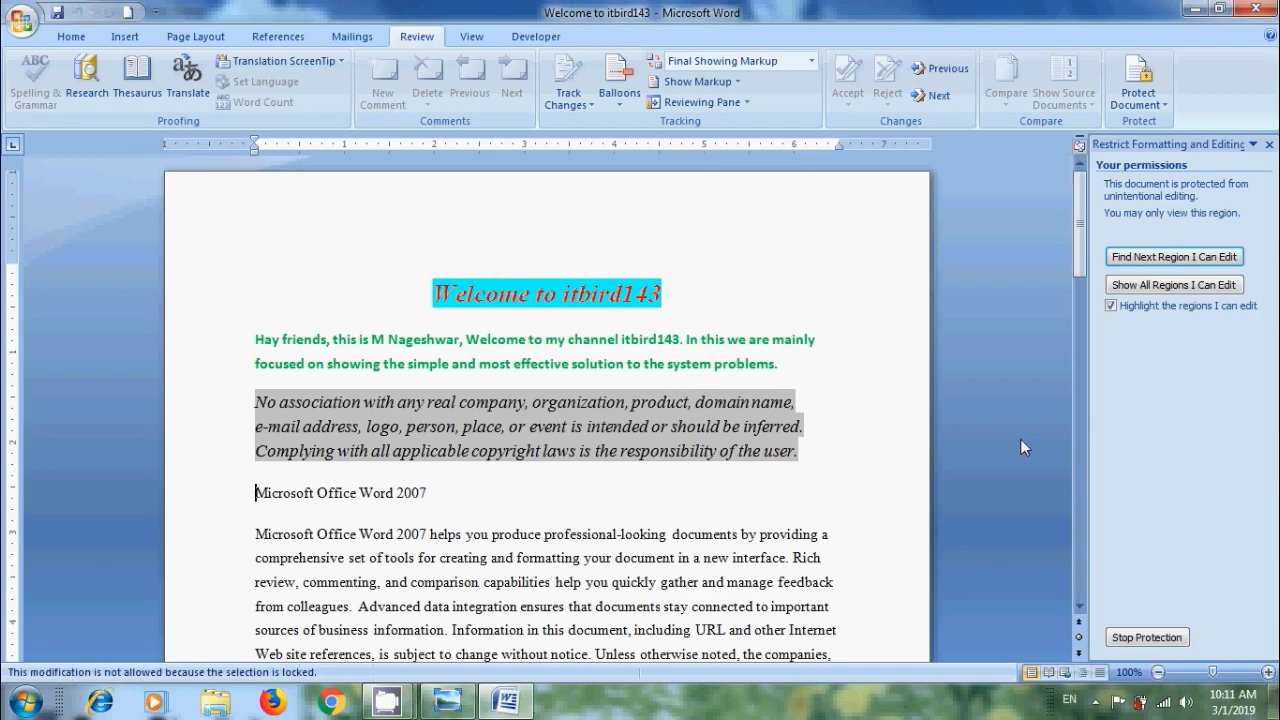 Welcome to itbird143 - Microsoft Word
Home Insert Page Layout References Mailings Review View Developer
ABC
Spelling & Grammar
Research
Thesaurus
Translate
Translation ScreenTip
Set Language
Word Count
Proofing
New Comment
Delete
Previous
Next
Comments
Track Changes
Balloons
Final Showing Markup
Show Markup
Reviewing Pane
Tracking
Accept
Reject
Previous
Next
Changes
Compare
Show Source Documents
Compare
Protect Document
Protect
1 1 2 3 4 5 6 7
Restrict Formatting and Editing
Your permissions
This document is protected from
unintentional editing.
You may only view this region.
Find Next Region I Can Edit
Show All Regions I Can Edit
Highlight the regions I can edit
Stop Protection
Welcome to itbird143
Hay friends, this is M Nageshwar, Welcome to my channel itbird143. In this we are mainly
focused on showing the simple and most effective solution to the system problems.
No association with any real company, organization, product, domain name,
e-mail address, logo, person, place, or event is intended or should be inferred.
Complying with all applicable copyright laws is the responsibility of the user.
Microsoft Office Word 2007
Microsoft Office Word 2007 helps you produce professional-looking documents by providing a
comprehensive set of tools for creating and formatting your document in a new interface. Rich
review, commenting, and comparison capabilities help you quickly gather and manage feedback
from colleagues. Advanced data integration ensures that documents stay connected to important
sources of business information. Information in this document, including URL and other Internet
Web site references, is subject to change without notice. Unless otherwise noted, the companies,
This modification is not allowed because the selection is locked.
100%
EN
10:11 AM
3/1/2019